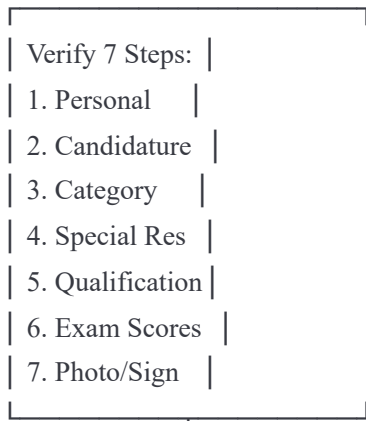 Verify 7 Steps:
1. Personal
2. Candidature
3. Category
4. Special Res
5. Qualification
6. Exam Scores
7. Photo/Sign